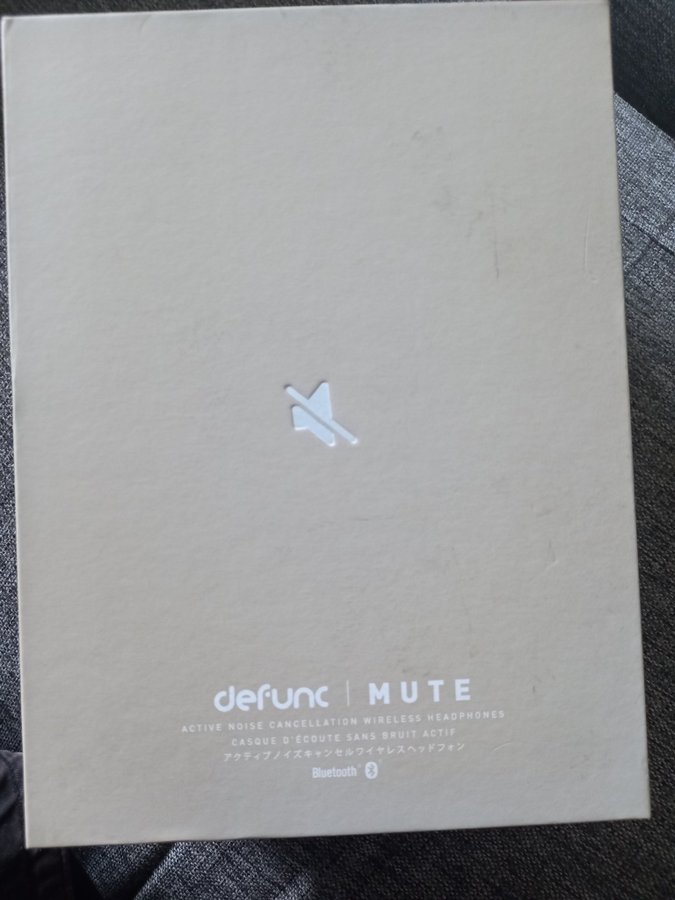 defunc | MUTE
ACTIVE NOISE CANCELLATION WIRELESS HEADPHONES
CASQUE D'ÉCOUTE SANS BRUIT ACTIF
アクティブノイズキャンセルワイヤレスヘッドフォン
Bluetooth®